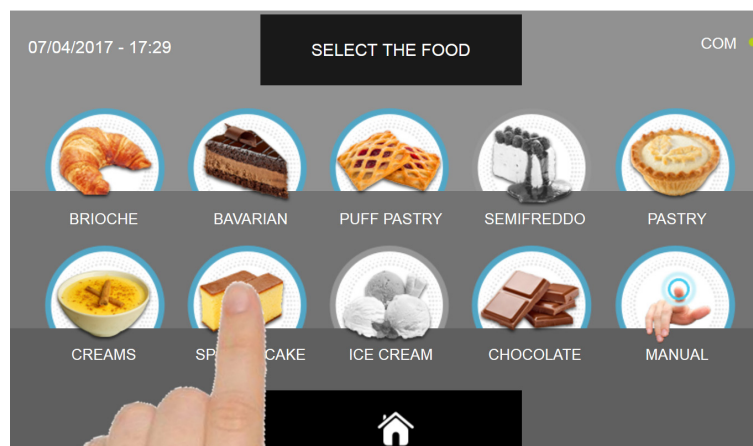 07/04/2017 - 17:29
SELECT THE FOOD
COM
BRIOCHE
BAVARIAN
PUFF PASTRY
SEMIFREDDO
PASTRY
CREAMS
SP CAKE
ICE CREAM
CHOCOLATE
MANUAL